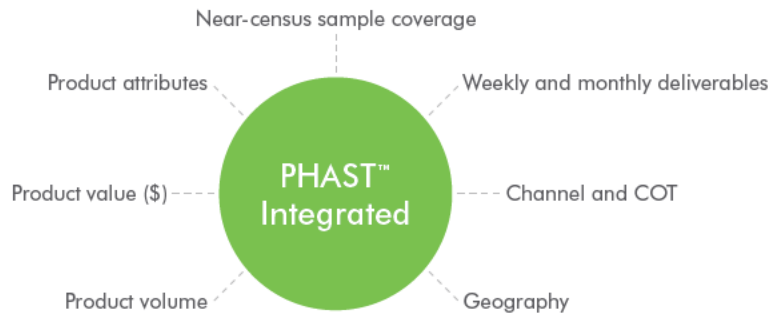 Near-census sample coverage
Product attributes
Weekly and monthly deliverables
PHAST™
Integrated
Product value ($)
Channel and COT
Product volume
Geography